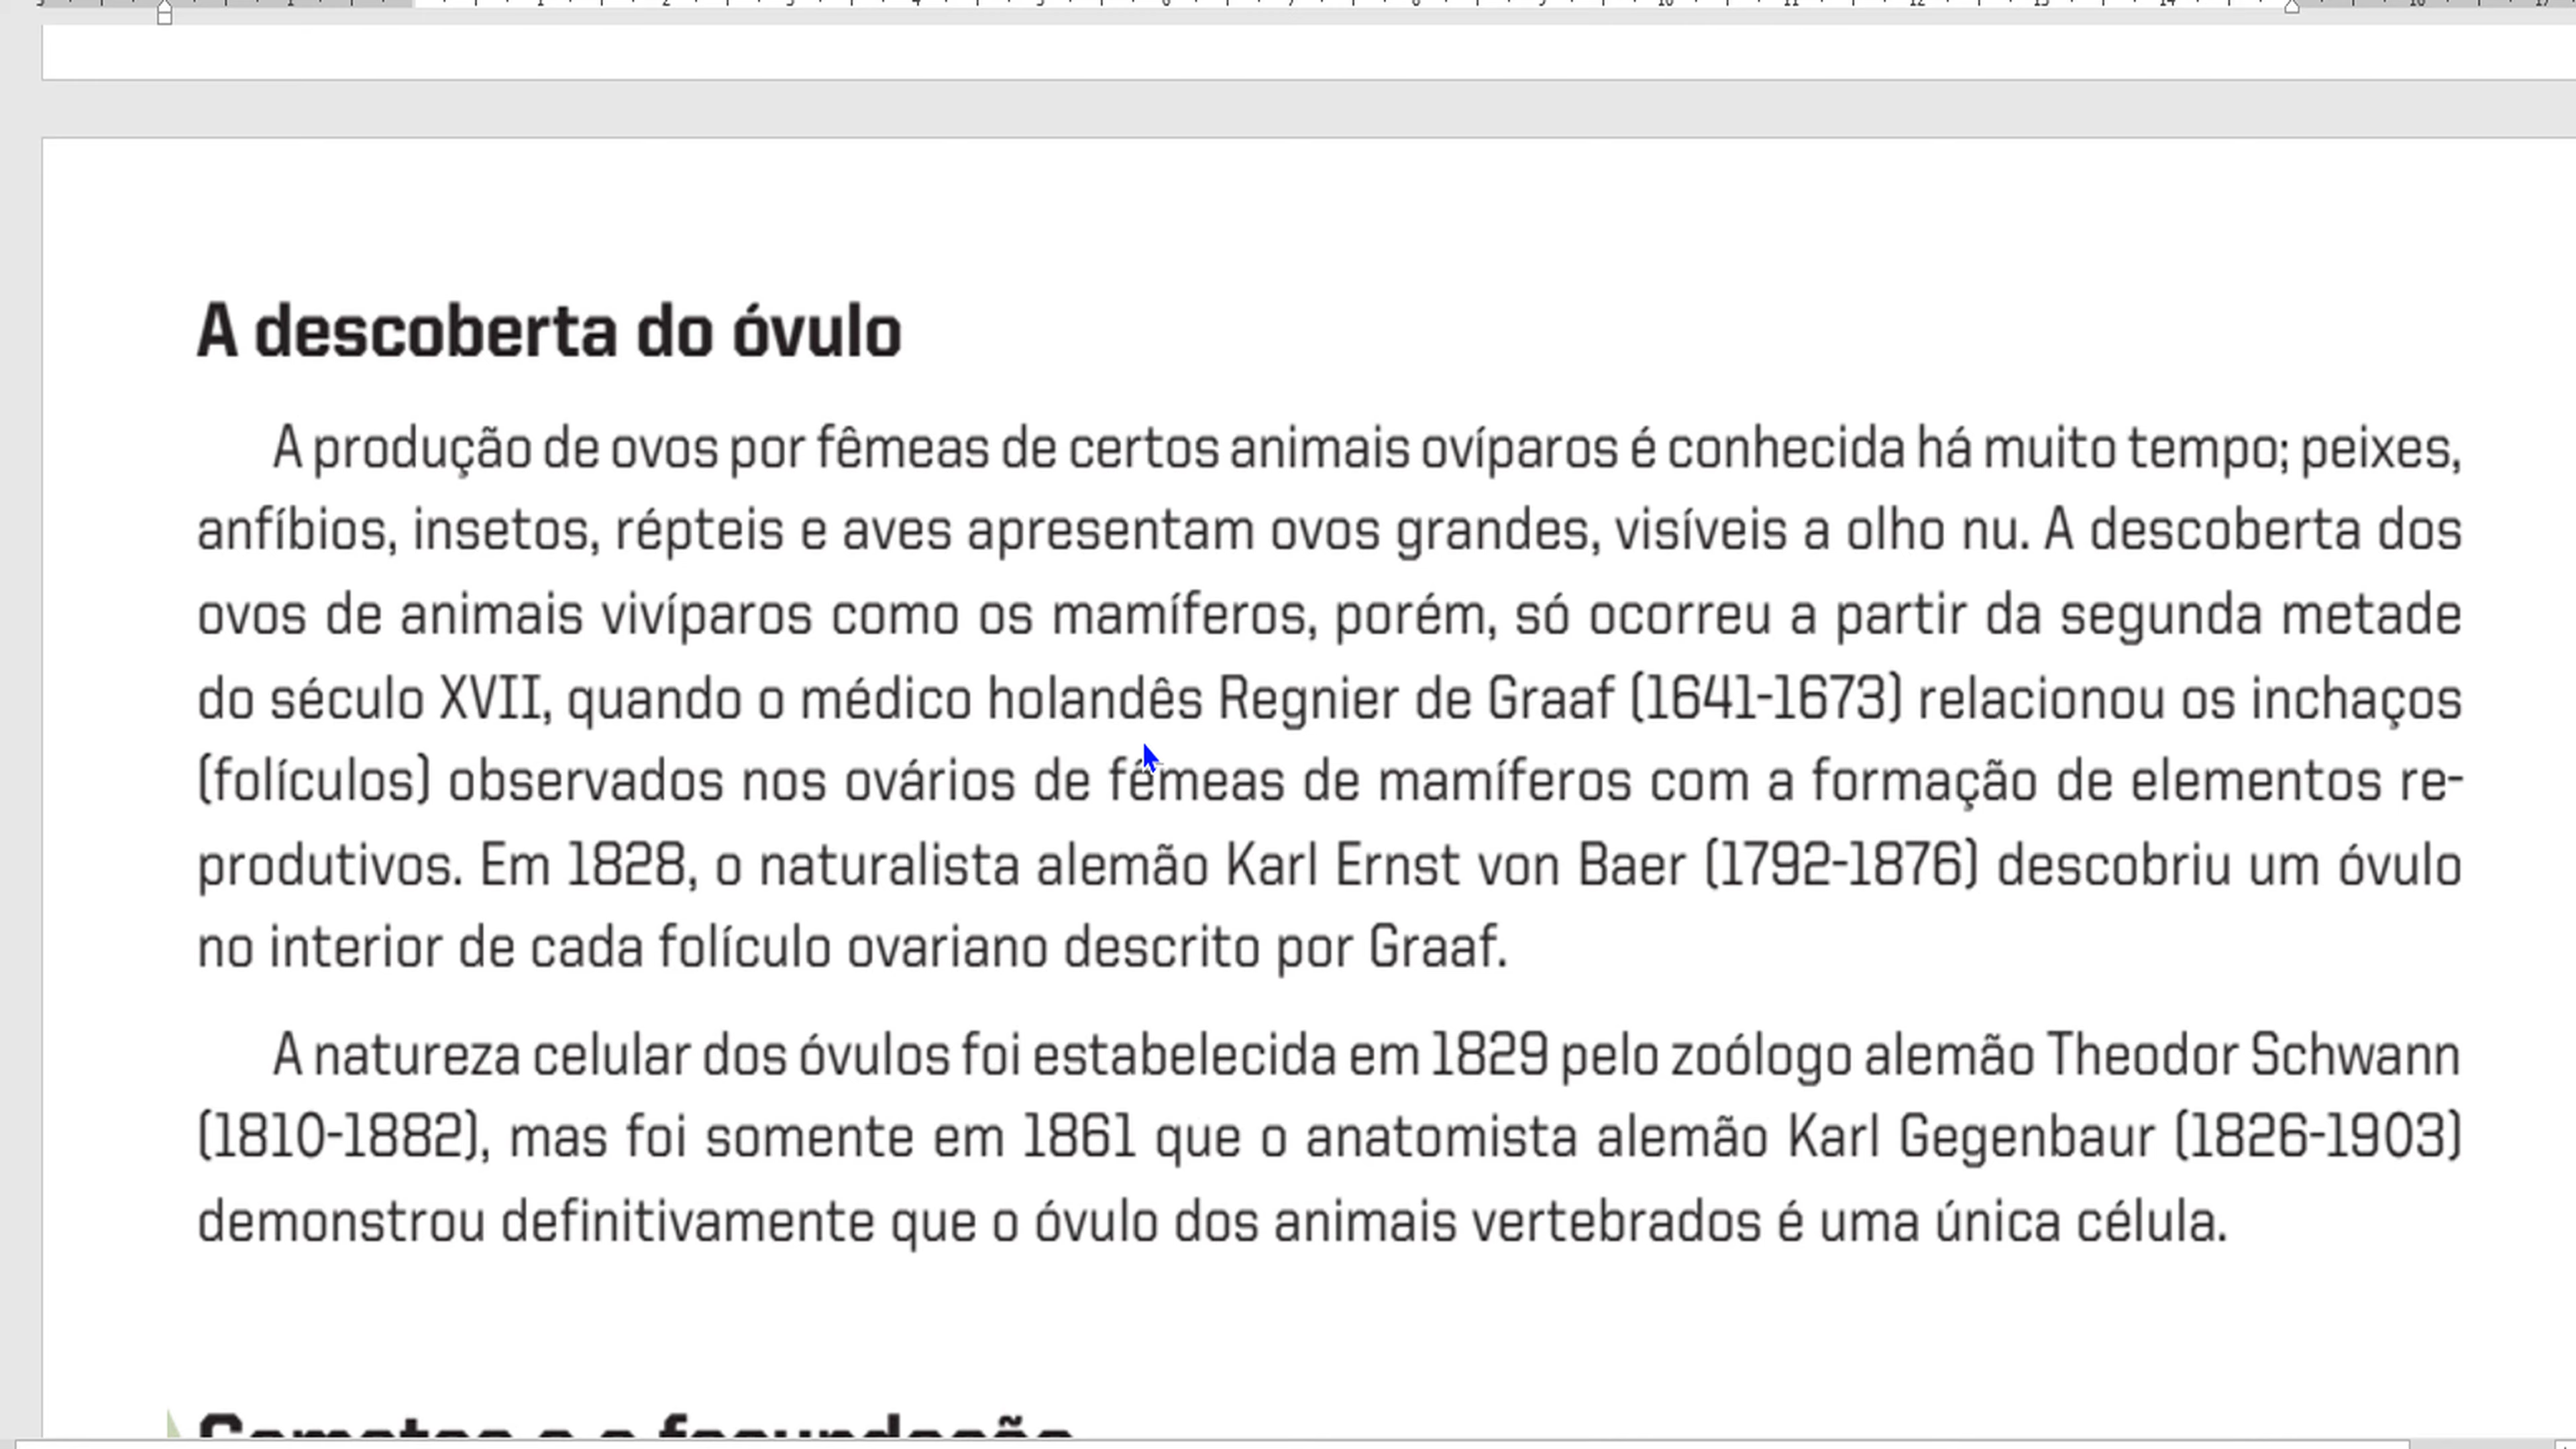 A descoberta do óvulo
A produção de ovos por fêmeas de certos animais ovíparos é conhecida há muito tempo; peixes,
anfíbios, insetos, répteis e aves apresentam ovos grandes, visíveis a olho nu. A descoberta dos
ovos de animais vivíparos como os mamíferos, porém, só ocorreu a partir da segunda metade
do século XVII, quando o médico holandês Regnier de Graaf (1641-1673) relacionou os inchaços
(folículos) observados nos ovários de fêmeas de mamíferos com a formação de elementos re-
produtivos. Em 1828, o naturalista alemão Karl Ernst von Baer (1792-1876) descobriu um óvulo
no interior de cada folículo ovariano descrito por Graaf.
A natureza celular dos óvulos foi estabelecida em 1829 pelo zoólogo alemão Theodor Schwann
(1810-1882), mas foi somente em 1861 que o anatomista alemão Karl Gegenbaur (1826-1903)
demonstrou definitivamente que o óvulo dos animais vertebrados é uma única célula.